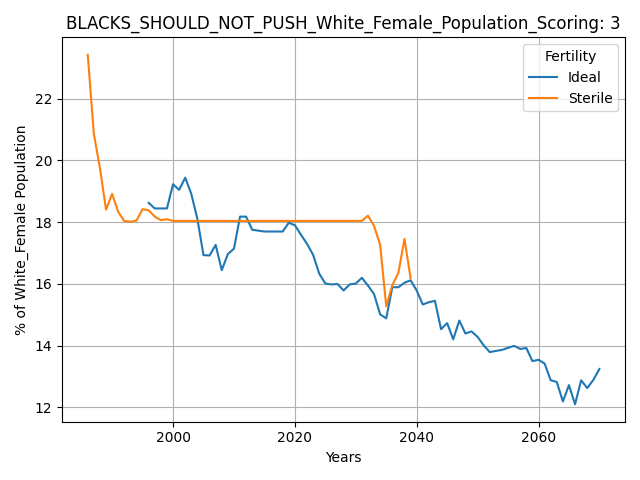 BLACKS_SHOULD_NOT_PUSH_White_Female_Population_Scoring: 3
Fertility
Ideal
Sterile
% of White_Female Population
22
20
18
16
14
12
2000
2020
2040
2060
Years